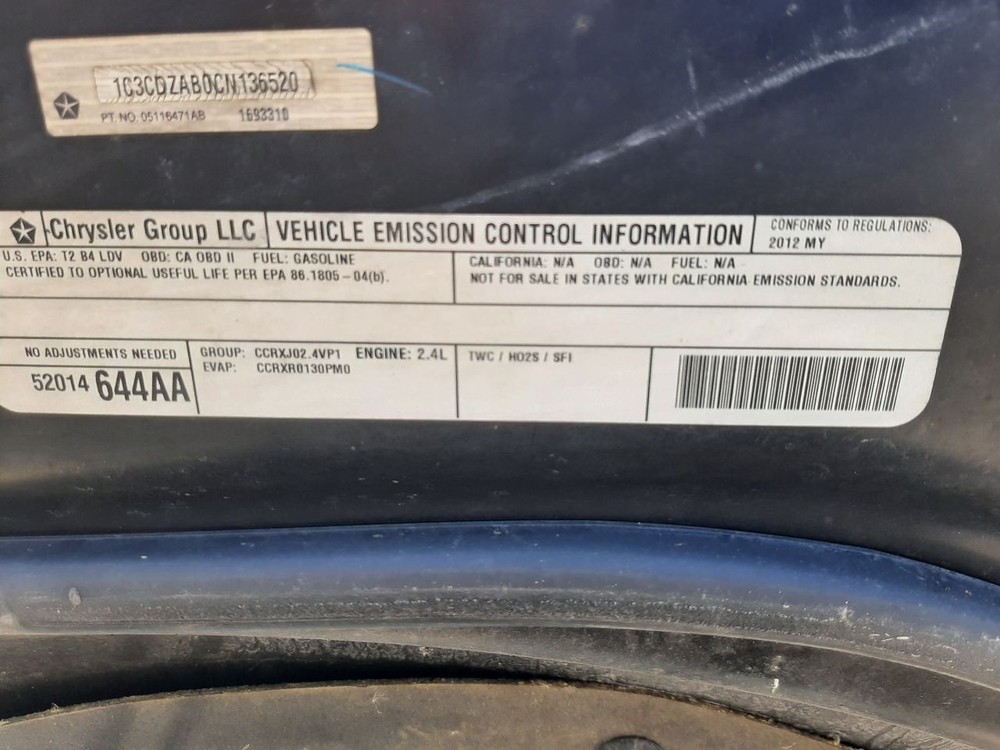 1C3CDZAB0CN136520
PT. NO. 05116471AB 1693310
Chrysler Group LLC
VEHICLE EMISSION CONTROL INFORMATION
CONFORMS TO REGULATIONS:
2012 MY
U.S. EPA: T2 B4 LDV OBD: CA OBD II FUEL: GASOLINE
CERTIFIED TO OPTIONAL USEFUL LIFE PER EPA 86.1805-04(b).
CALIFORNIA: N/A OBD: N/A FUEL: N/A
NOT FOR SALE IN STATES WITH CALIFORNIA EMISSION STANDARDS.
NO ADJUSTMENTS NEEDED
52014 644AA
GROUP: CCRXJ02.4VP1 ENGINE: 2.4L
EVAP: CCRXR0130PM0
TWC / HO2S / SFI